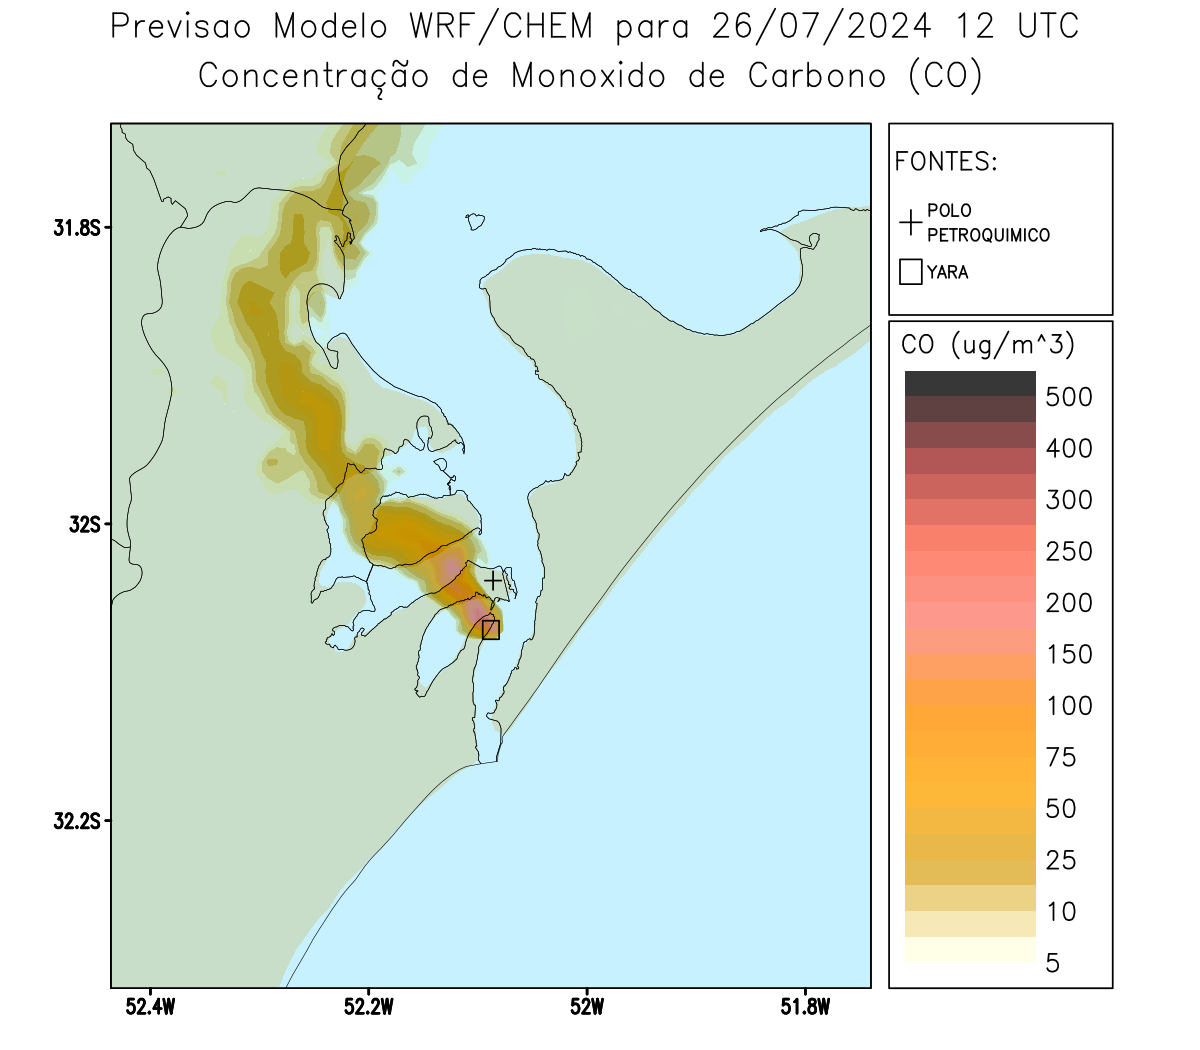 Previsao Modelo WRF/CHEM para 26/07/2024 12 UTC
Concentração de Monoxido de Carbono (CO)
FONTES:
POLO
PETROQUIMICO
YARA
31.8S
32S
32.2S
52.4W
52.2W
52W
51.8W
CO (ug/m^3)
500
400
300
250
200
150
100
75
50
25
10
5